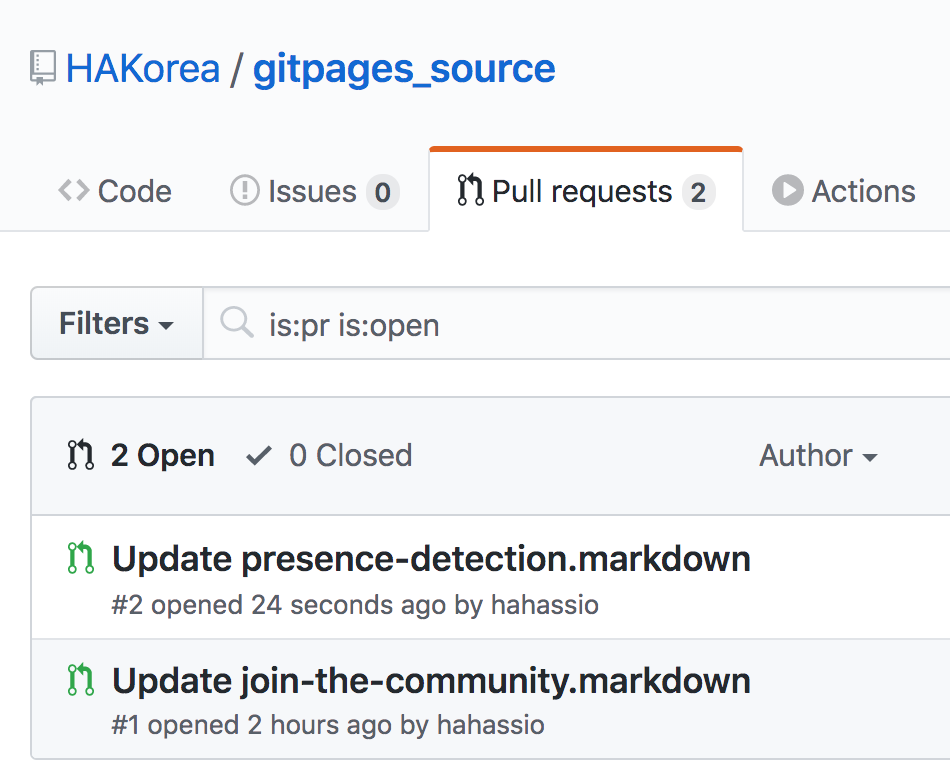 HAKorea / gitpages_source
Code Issues 0 Pull requests 2 Actions
Filters is:pr is:open
2 Open 0 Closed Author
Update presence-detection.markdown
#2 opened 24 seconds ago by hahassio
Update join-the-community.markdown
#1 opened 2 hours ago by hahassio